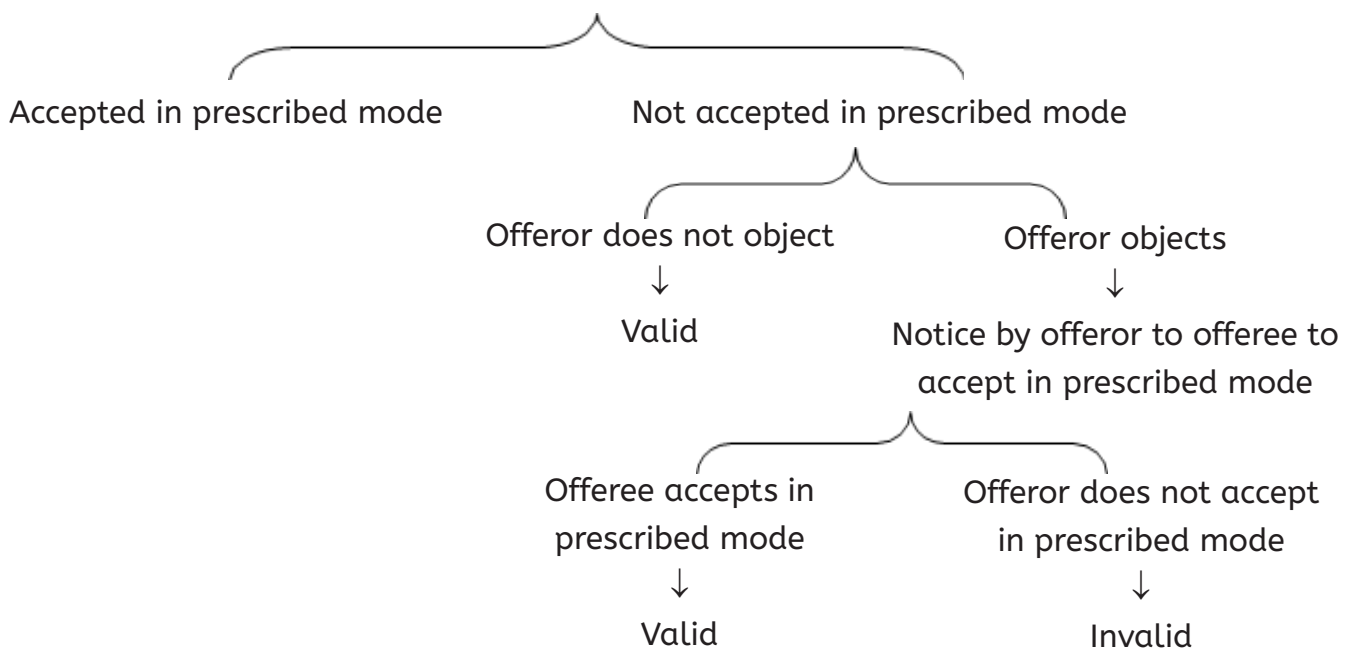 Accepted in prescribed mode
Not accepted in prescribed mode
Offeror does not object
Offeror objects
↓
↓
Valid
Notice by offeror to offeree to
accept in prescribed mode
Offeree accepts in
prescribed mode
Offeror does not accept
in prescribed mode
↓
↓
Valid
Invalid